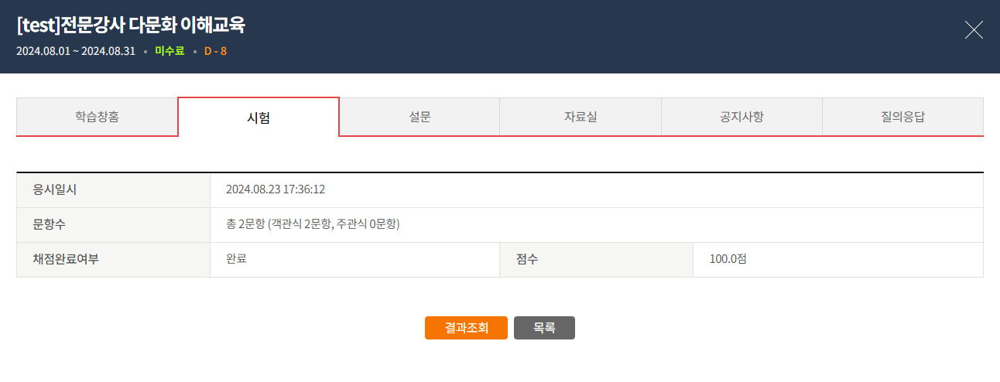 [test]전문강사 다문화 이해교육
2024.08.01 ~ 2024.08.31 • 미수료 • D - 8
학습창홈 시험 설문 자료실 공지사항 질의응답
응시일시 2024.08.23 17:36:12
문항수 총 2문항 (객관식 2문항, 주관식 0문항)
채점완료여부 완료 점수 100.0점
결과조회 목록